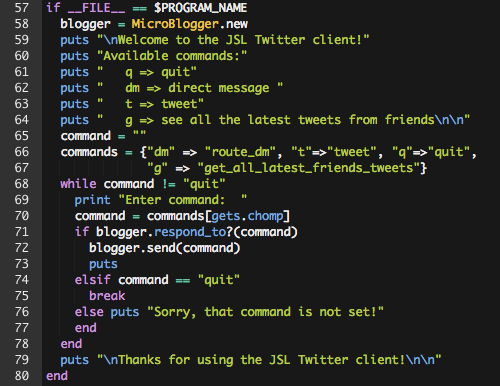 57 if __FILE__ == $PROGRAM_NAME
58   blogger = MicroBlogger.new
59   puts "\nWelcome to the JSL Twitter client!"
60   puts "Available commands:"
61   puts "   q => quit"
62   puts "   dm => direct message "
63   puts "   t => tweet"
64   puts "   g => see all the latest tweets from friends\n\n"
65   command = ""
66   commands = {"dm" => "route_dm", "t"=>"tweet", "q"=>"quit",
67               "g" => "get_all_latest_friends_tweets"}
68   while command != "quit"
69     print "Enter command:  "
70     command = commands[gets.chomp]
71     if blogger.respond_to?(command)
72       blogger.send(command)
73       puts
74     elsif command == "quit"
75       break
76     else puts "Sorry, that command is not set!"
77     end
78   end
79   puts "\nThanks for using the JSL Twitter client!\n\n"
80 end